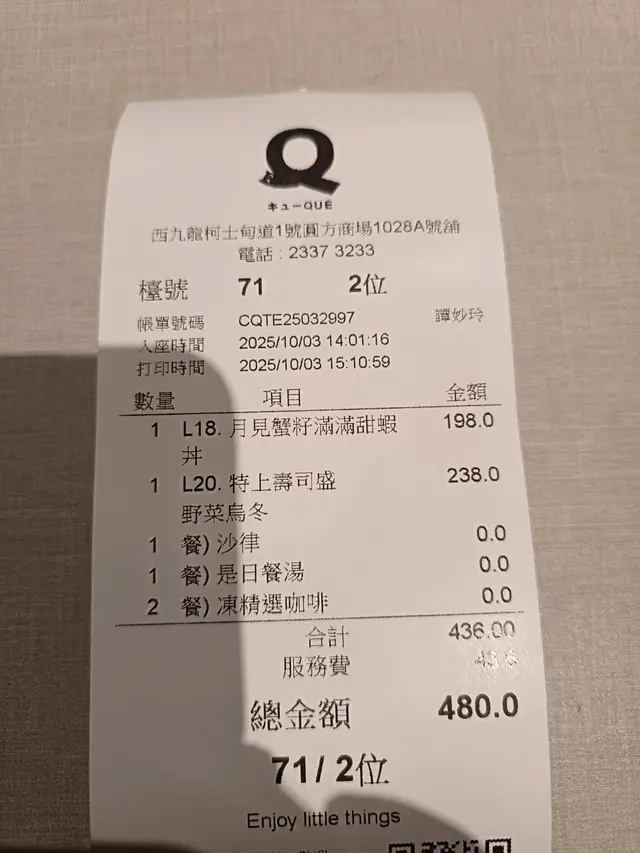 Q
キューQUE
西九龍柯士甸道1號圓方商場1028A號舖
電話 : 2337 3233
檯號 71 2位
帳單號碼 CQTE25032997 譚妙玲
入座時間 2025/10/03 14:01:16
打印時間 2025/10/03 15:10:59
數量 項目 金額
1 L18. 月見蟹籽滿滿甜蝦 198.0
丼
1 L20. 特上壽司盛 238.0
野菜烏冬
1 餐) 沙律 0.0
1 餐) 是日餐湯 0.0
2 餐) 凍精選咖啡 0.0
合計 436.00
服務費
總金額 480.0
71/ 2位
Enjoy little things